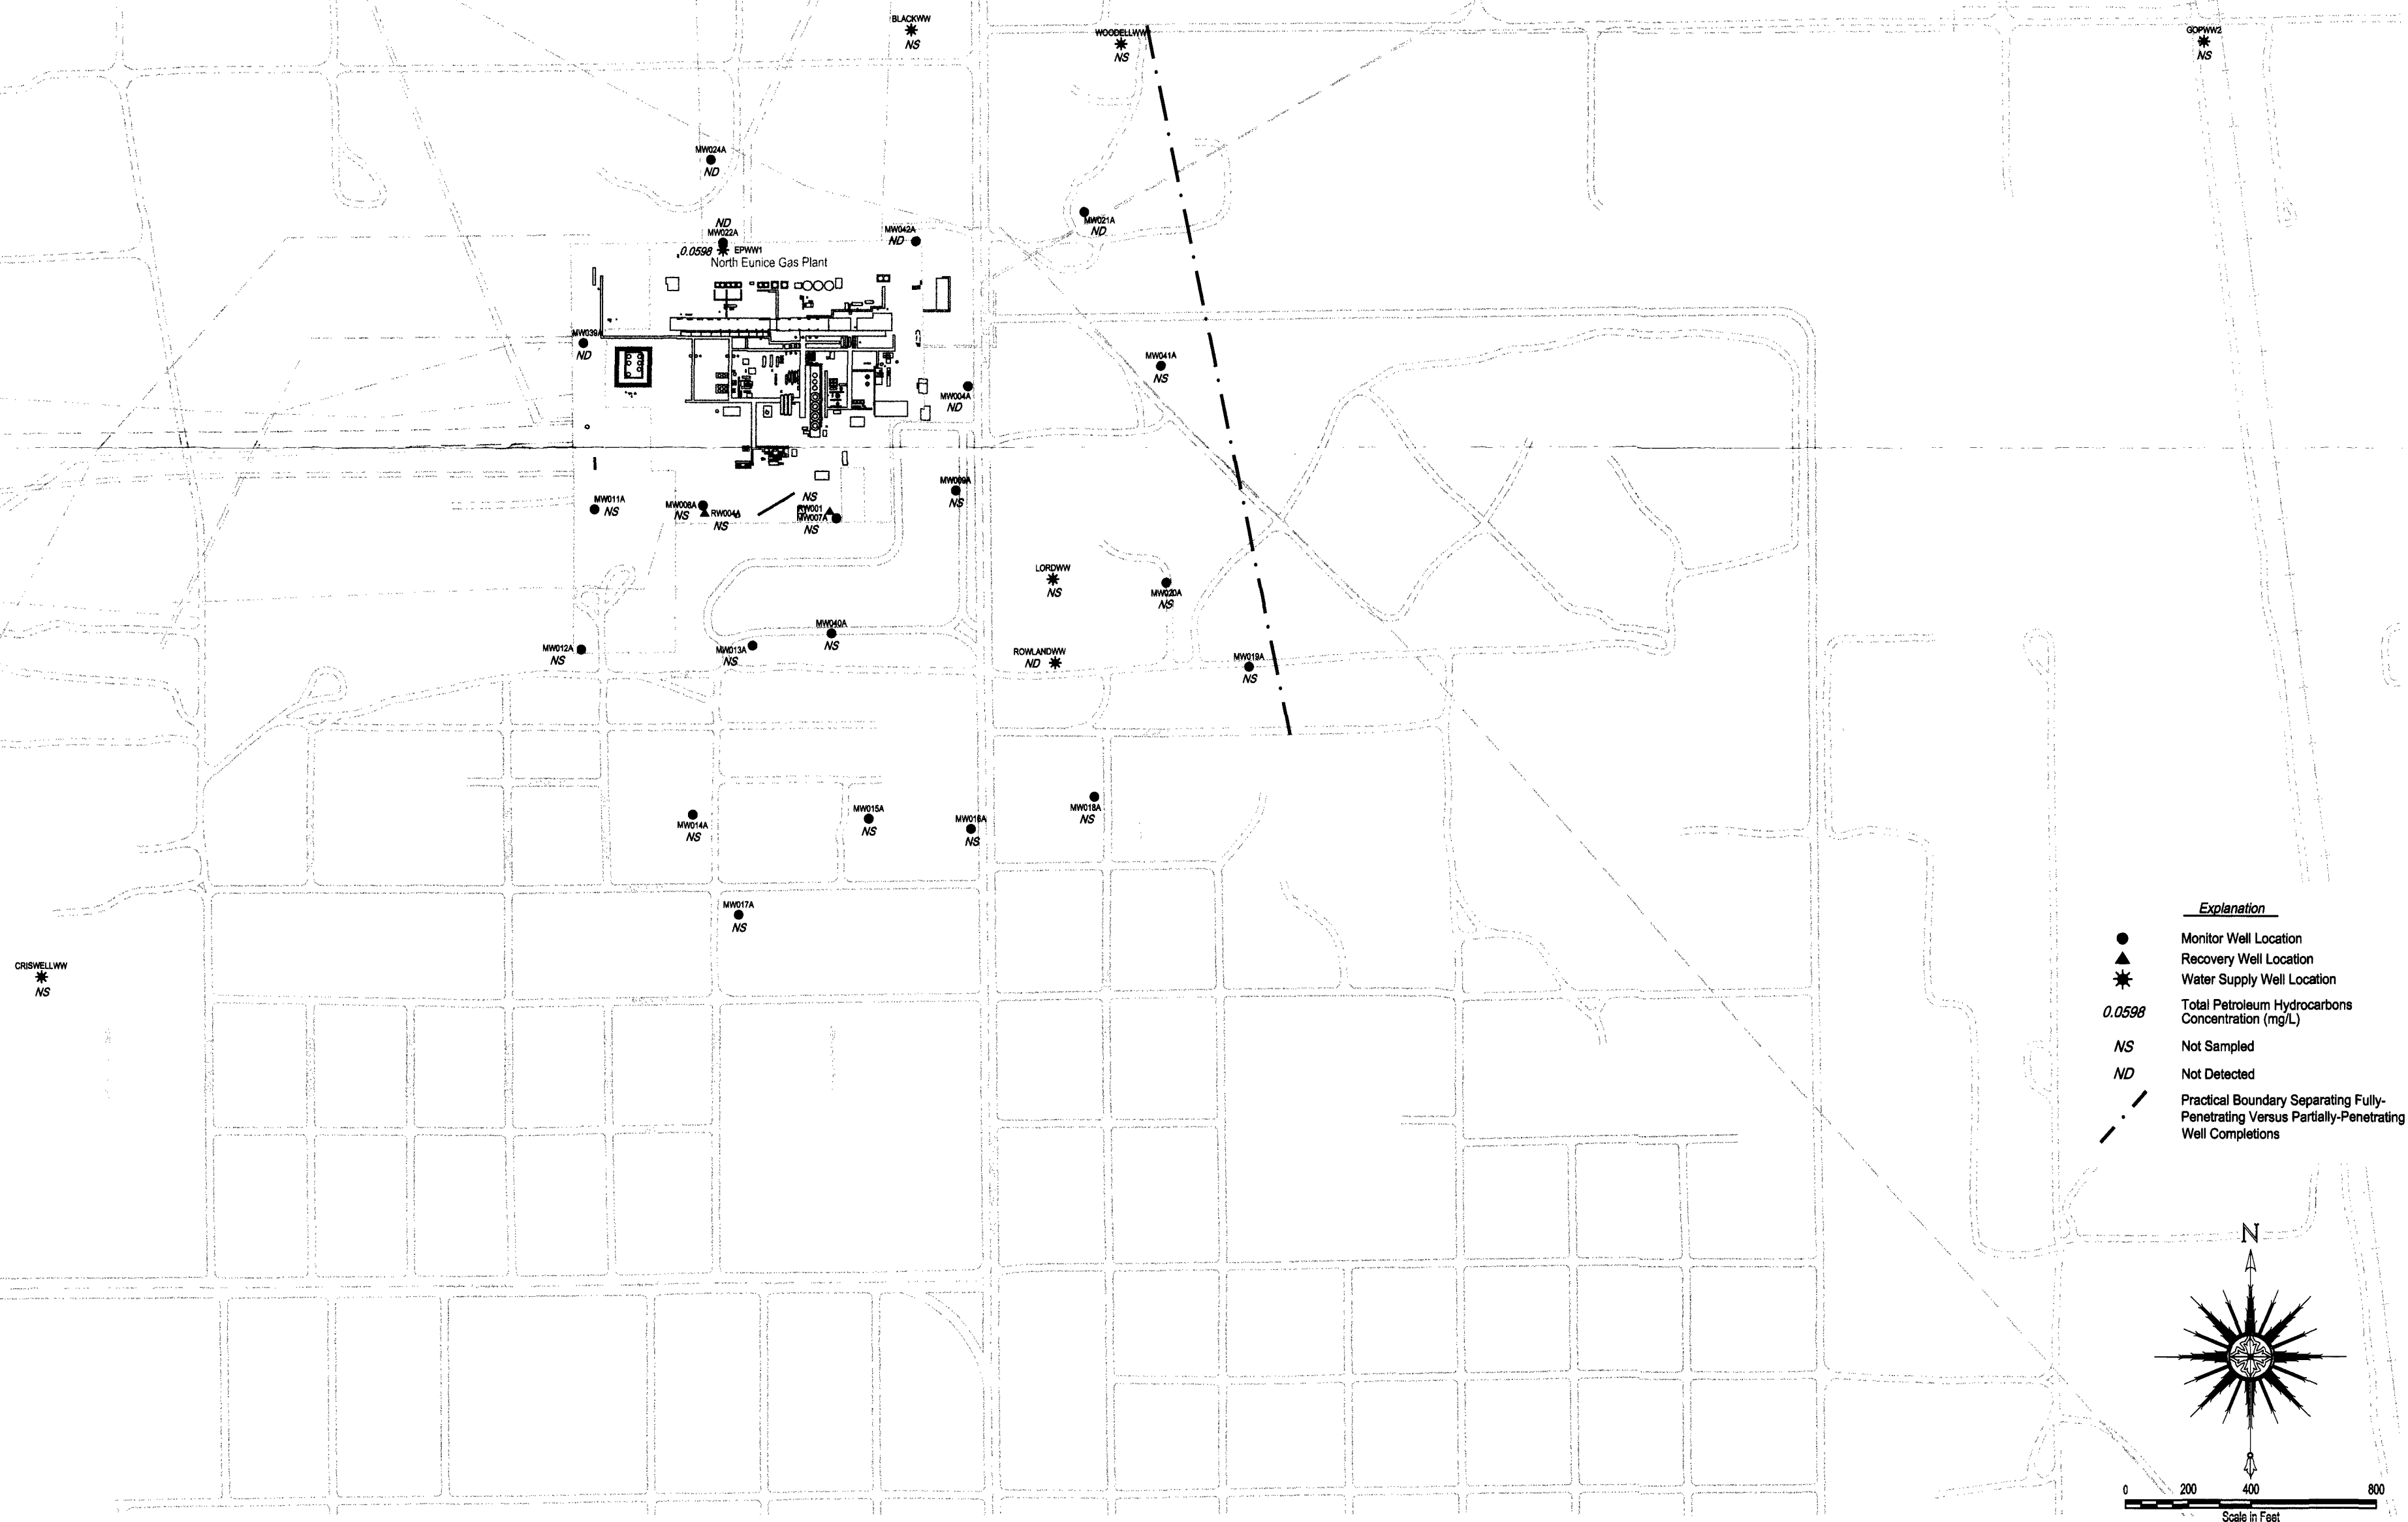 BLACKWW
NS
WOODELLWW
NS
GOPWW2
NS
MW024A
ND
ND
MW022A
0.0598
EPWW1
North Eunice Gas Plant
MW042A
ND
MW021A
ND
MW039A
ND
MW041A
NS
MW004A
ND
MW009A
NS
MW011A
NS
MW008A
NS
RW004A
NS
NS
RW001
MW007A
NS
LORDWW
NS
MW020A
NS
MW040A
NS
MW012A
NS
MW013A
NS
ROWLANDWW
ND
MW019A
NS
MW014A
NS
MW015A
NS
MW016A
NS
MW018A
NS
MW017A
NS
CRISWELLWW
NS
Explanation
Monitor Well Location
Recovery Well Location
Water Supply Well Location
0.0598
Total Petroleum Hydrocarbons
Concentration (mg/L)
NS
Not Sampled
ND
Not Detected
Practical Boundary Separating Fully-
Penetrating Versus Partially-Penetrating
Well Completions
N
0 200 400 800
Scale in Feet